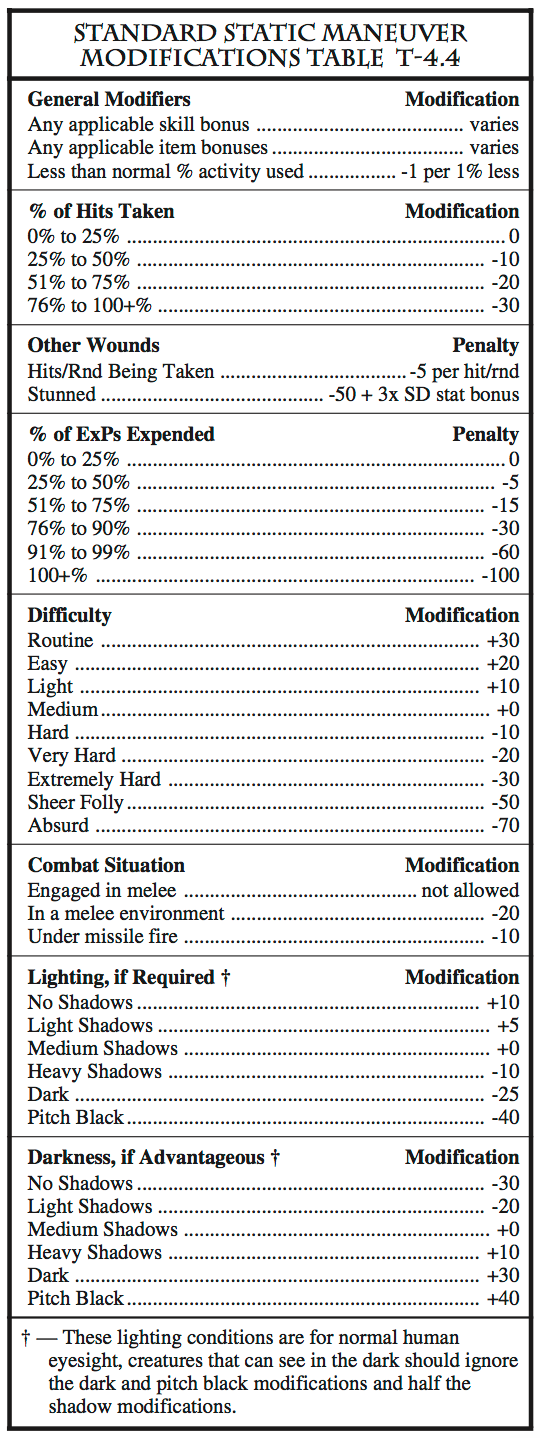 STANDARD STATIC MANEUVER
MODIFICATIONS TABLE T-4.4
General Modifiers Modification
Any applicable skill bonus ........................................ varies
Any applicable item bonuses ..................................... varies
Less than normal % activity used ................. -1 per 1% less
% of Hits Taken Modification
0% to 25% ........................................................................ 0
25% to 50% ................................................................... -10
51% to 75% ................................................................... -20
76% to 100+% ............................................................... -30
Other Wounds Penalty
Hits/Rnd Being Taken .................................... -5 per hit/rnd
Stunned ........................................... -50 + 3x SD stat bonus
% of ExPs Expended Penalty
0% to 25% ........................................................................ 0
25% to 50% ..................................................................... -5
51% to 75% ................................................................... -15
76% to 90% ................................................................... -30
91% to 99% ................................................................... -60
100+% ......................................................................... -100
Difficulty Modification
Routine .......................................................................... +30
Easy ............................................................................... +20
Light .............................................................................. +10
Medium ........................................................................... +0
Hard ............................................................................... -10
Very Hard ...................................................................... -20
Extremely Hard ............................................................. -30
Sheer Folly ..................................................................... -50
Absurd ........................................................................... -70
Combat Situation Modification
Engaged in melee ............................................. not allowed
In a melee environment ................................................. -20
Under missile fire .......................................................... -10
Lighting, if Required † Modification
No Shadows ................................................................... +10
Light Shadows ................................................................ +5
Medium Shadows ........................................................... +0
Heavy Shadows ............................................................. -10
Dark ............................................................................... -25
Pitch Black ..................................................................... -40
Darkness, if Advantageous † Modification
No Shadows ................................................................... -30
Light Shadows ............................................................... -20
Medium Shadows ........................................................... +0
Heavy Shadows ............................................................ +10
Dark .............................................................................. +30
Pitch Black .................................................................... +40
† — These lighting conditions are for normal human
eyesight, creatures that can see in the dark should ignore
the dark and pitch black modifications and half the
shadow modifications.